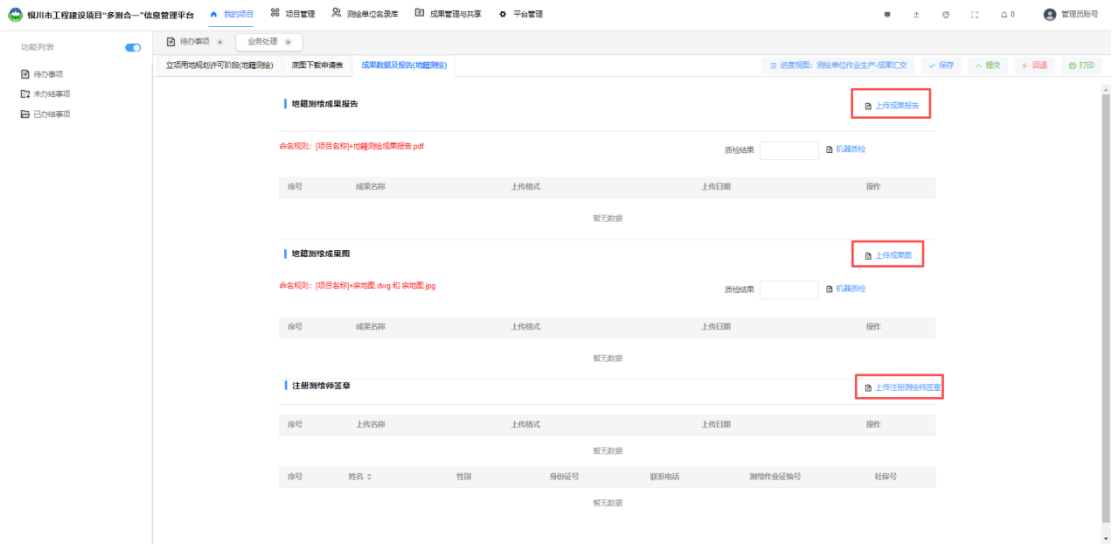 银川市工程建设项目“多测合一”信息管理平台 我的项目 项目管理 测绘单位名录库 成果管理与共享 平台管理 0 管理员账号
功能列表 待办事项 业务处理
立项用地规划许可阶段(地籍测绘) 底图下载申请表 成果数据及报告(地籍测绘) 进度视图：测绘单位作业生产-成果汇交 保存 提交 回退 打印
待办事项
未办结事项
已办结事项
地籍测绘成果报告 上传成果报告
命名规则：[项目名称]+地籍测绘成果报告.pdf 质检结果 机器质检
序号 成果名称 上传格式 上传日期 操作
暂无数据
地籍测绘成果图 上传成果图
命名规则：[项目名称]+宗地图.dwg 和 宗地图.jpg 质检结果 机器质检
序号 成果名称 上传格式 上传日期 操作
暂无数据
注册测绘师签章 上传注册测绘师签章
序号 上传名称 上传格式 上传日期 操作
暂无数据
序号 姓名 性别 身份证号 联系电话 测绘作业证编号 社保号
暂无数据